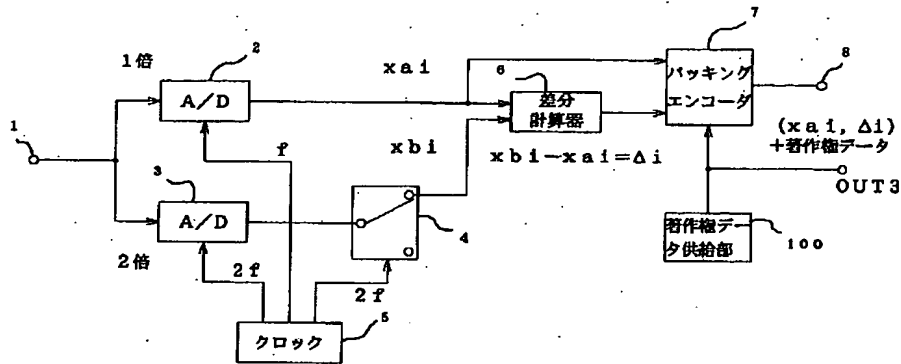 1
1倍
2
A/D
xai
f
3
A/D
2倍
2f
xbi
4
2f
クロック
5
6
差分
計算器
xbi−xai=Δi
7
パッキング
エンコーダ
8
(xai, Δi)
+著作権データ
OUT3
著作権デー
タ供給部
100